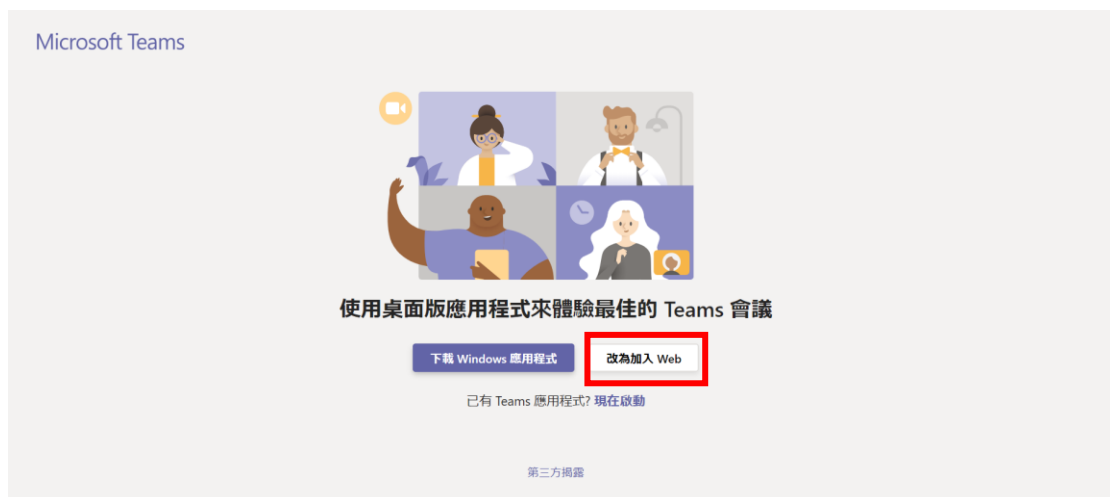 Microsoft Teams
使用桌面版應用程式來體驗最佳的 Teams 會議
下載 Windows 應用程式
改為加入 Web
已有 Teams 應用程式? 現在啟動
第三方揭露